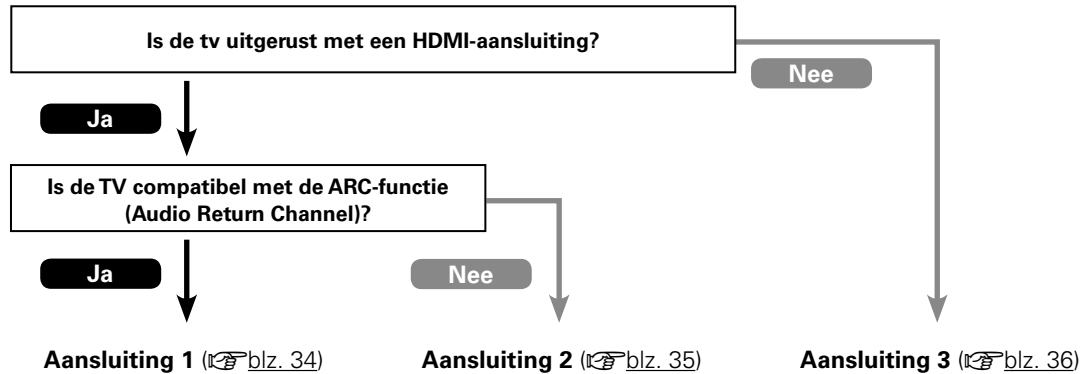 Is de tv uitgerust met een HDMI-aansluiting?
Nee
Ja
Is de TV compatibel met de ARC-functie
(Audio Return Channel)?
Ja
Nee
Aansluiting 1 (☞blz. 34)
Aansluiting 2 (☞blz. 35)
Aansluiting 3 (☞blz. 36)